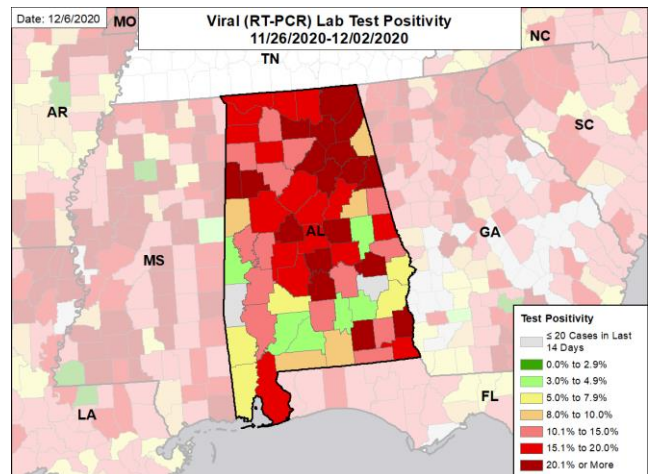 Date: 12/6/2020
Viral (RT-PCR) Lab Test Positivity
11/26/2020-12/02/2020
MO
TN
NC
AR
SC
AL
MS
GA
LA
FL
Test Positivity
≤ 20 Cases in Last
14 Days
0.0% to 2.9%
3.0% to 4.9%
5.0% to 7.9%
8.0% to 10.0%
10.1% to 15.0%
15.1% to 20.0%
20.1% or More